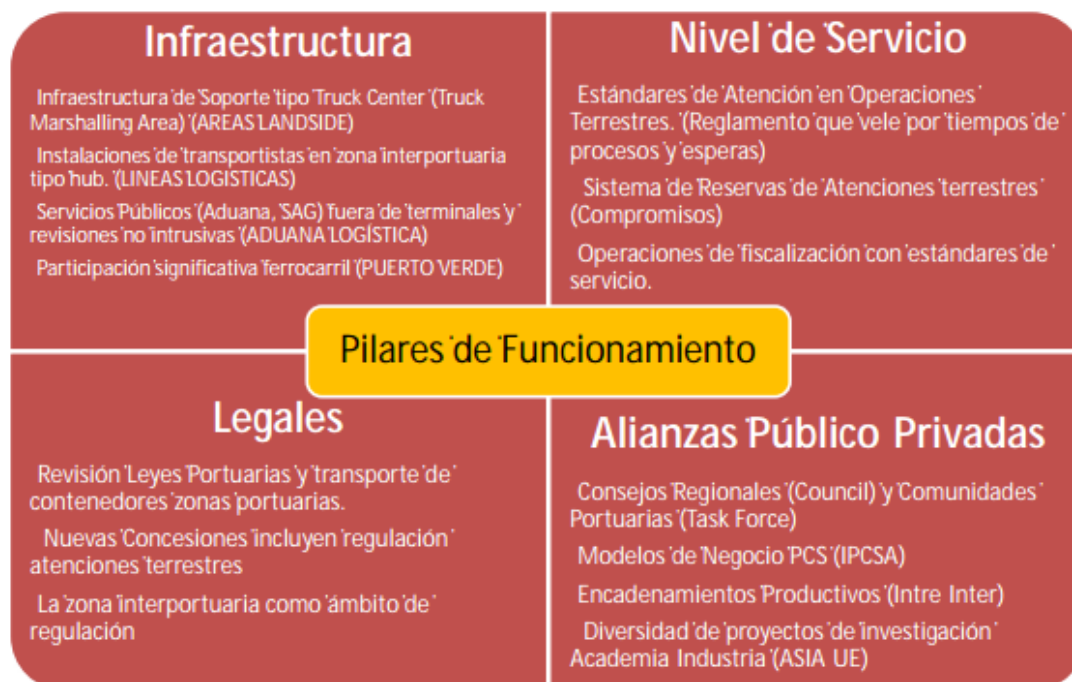 Infraestructura
Infraestructura de Soporte tipo Truck Center (Truck
Marshalling Area) (AREAS LANDSIDE)
Instalaciones de transportistas en zona interportuaria
tipo hub. (LINEAS LOGÍSTICAS)
Servicios Públicos (Aduana, SAG) fuera de terminales y
revisiones no intrusivas (ADUANA LOGÍSTICA)
Participación significativa ferrocarril (PUERTO VERDE)
Nivel de Servicio
Estándares de Atención en Operaciones
Terrestres. (Reglamento que vele por tiempos de
procesos y esperas)
Sistema de Reservas de Atenciones terrestres
(Compromisos)
Operaciones de fiscalización con estándares de
servicio.
Pilares de Funcionamiento
Legales
Revisión Leyes Portuarias y transporte de
contenedores zonas portuarias.
Nuevas Concesiones incluyen regulación
atenciones terrestres
La zona interportuaria como ámbito de
regulación
Alianzas Público Privadas
Consejos Regionales (Council) y Comunidades
Portuarias (Task Force)
Modelos de Negocio PCS (IPCSA)
Encadenamientos Productivos (Intre Inter)
Diversidad de proyectos de investigación
Academia Industria (ASIA UE)